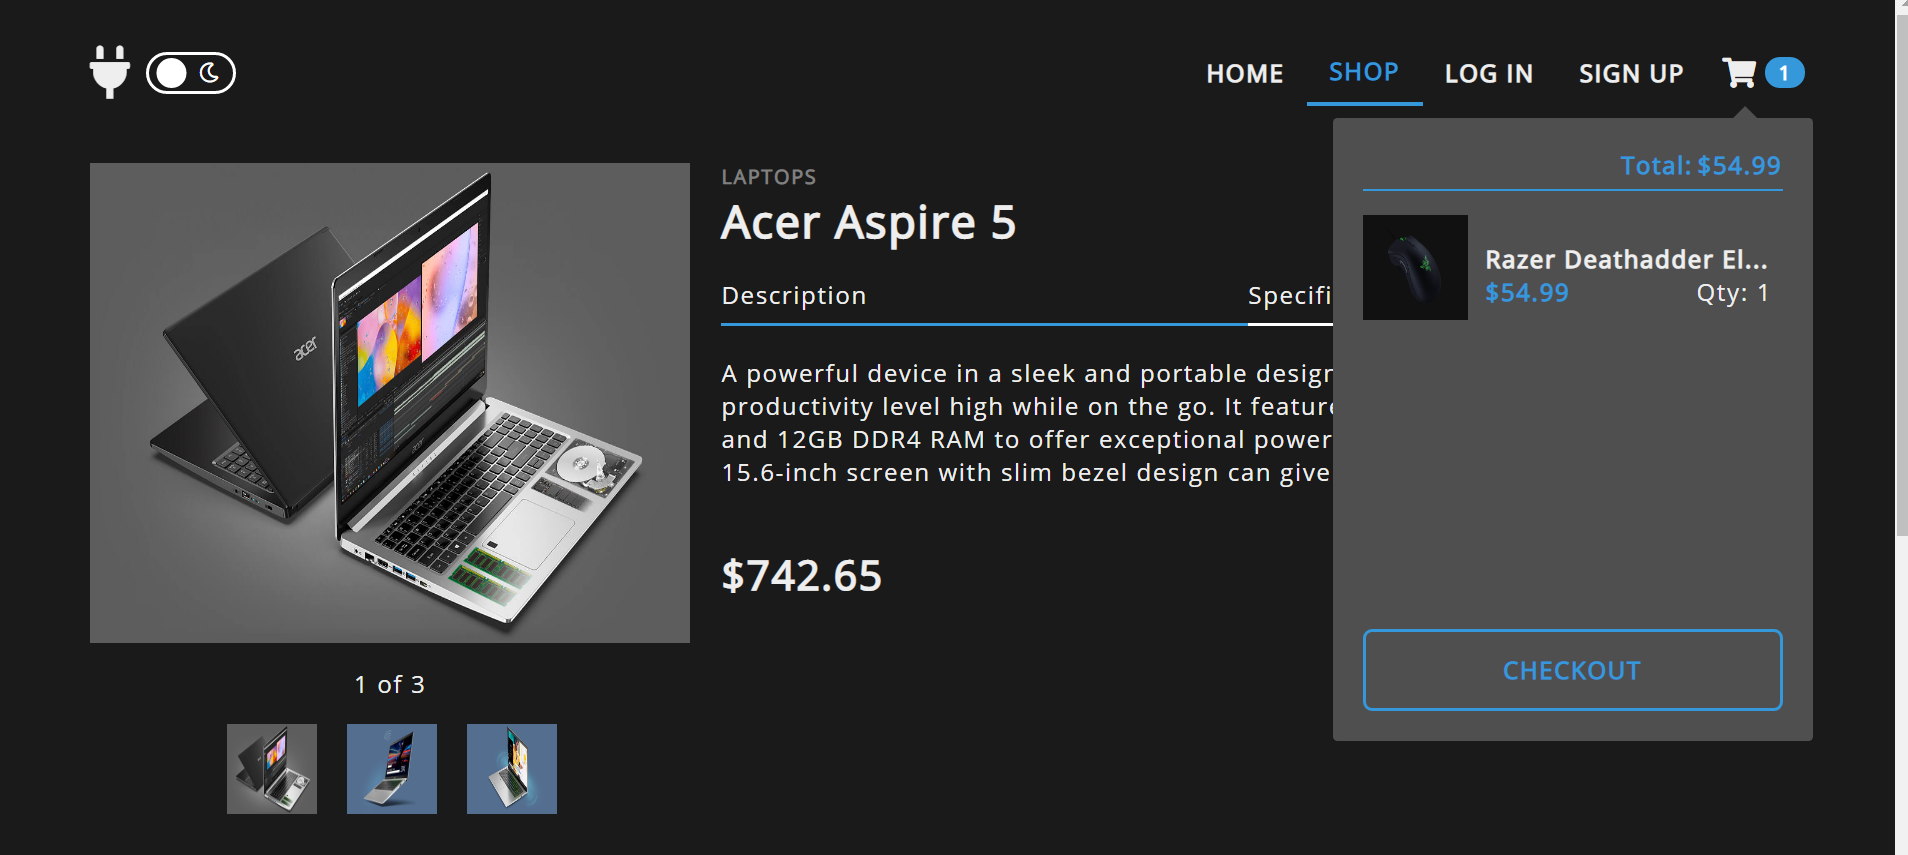 HOME
SHOP
LOG IN
SIGN UP
1
Total: $54.99
Razer Deathadder El...
$54.99
Qty: 1
CHECKOUT
LAPTOPS
Acer Aspire 5
Description
Specifi
A powerful device in a sleek and portable design
productivity level high while on the go. It feature
and 12GB DDR4 RAM to offer exceptional power
15.6-inch screen with slim bezel design can give
$742.65
acer
1 of 3